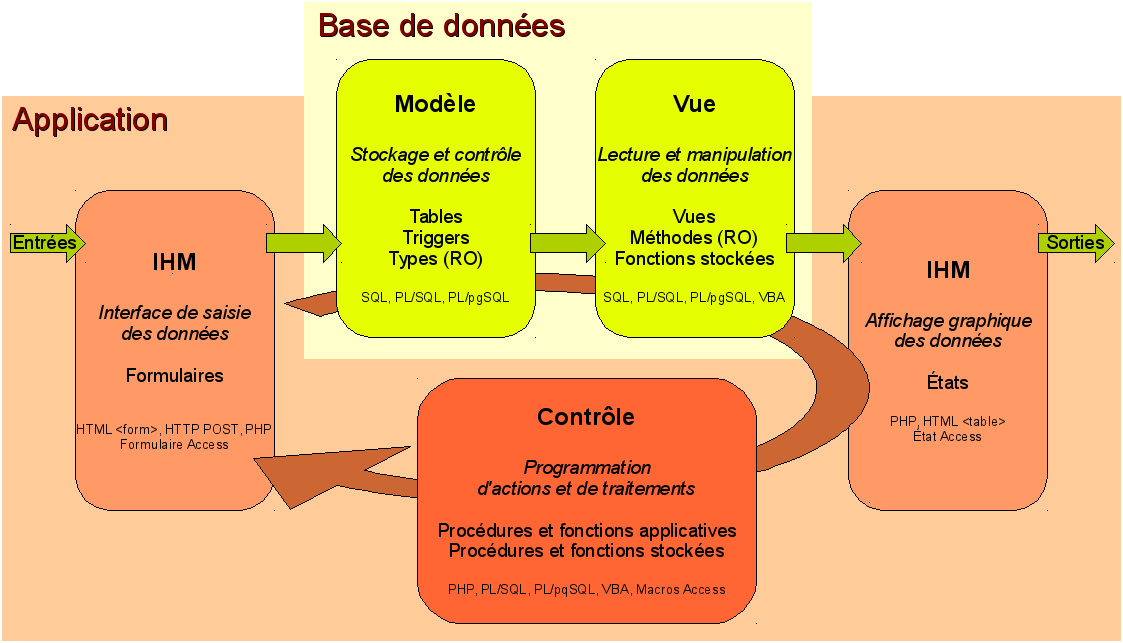 Base de données
Application
Modèle
Stockage et contrôle
des données
Tables
Triggers
Types (RO)
SQL, PL/SQL, PL/pgSQL
Vue
Lecture et manipulation
des données
Vues
Méthodes (RO)
Fonctions stockées
SQL, PL/SQL, PL/pgSQL, VBA
Entrées
IHM
Interface de saisie
des données
Formulaires
HTML <form>, HTTP POST, PHP
Formulaire Access
Sorties
IHM
Affichage graphique
des données
États
PHP, HTML <table>
État Access
Contrôle
Programmation
d'actions et de traitements
Procédures et fonctions applicatives
Procédures et fonctions stockées
PHP, PL/SQL, PL/pqSQL, VBA, Macros Access